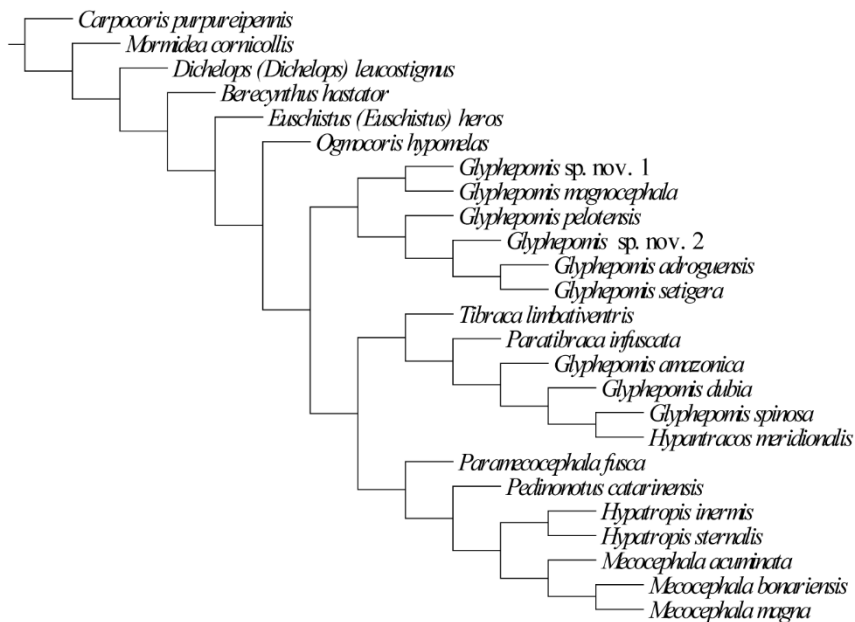 Carpocoris purpureipennis
Mormidea cornicollis
Dichelops (Dichelops) leucostigmus
Berecynthus hastator
Euschistus (Euschistus) heros
Ogmocoris hypomelas
Glyphepomis sp. nov. 1
Glyphepomis magnocephala
Glyphepomis pelotensis
Glyphepomis sp. nov. 2
Glyphepomis adroguensis
Glyphepomis setigera
Tibraca limbativentris
Paratibraca infuscata
Glyphepomis amazonica
Glyphepomis dubia
Glyphepomis spinosa
Hypantracos meridionalis
Paramecocephala fusca
Pedinonotus catarinensis
Hypatropis inermis
Hypatropis sternalis
Mecocephala acuminata
Mecocephala bonariensis
Mecocephala magna